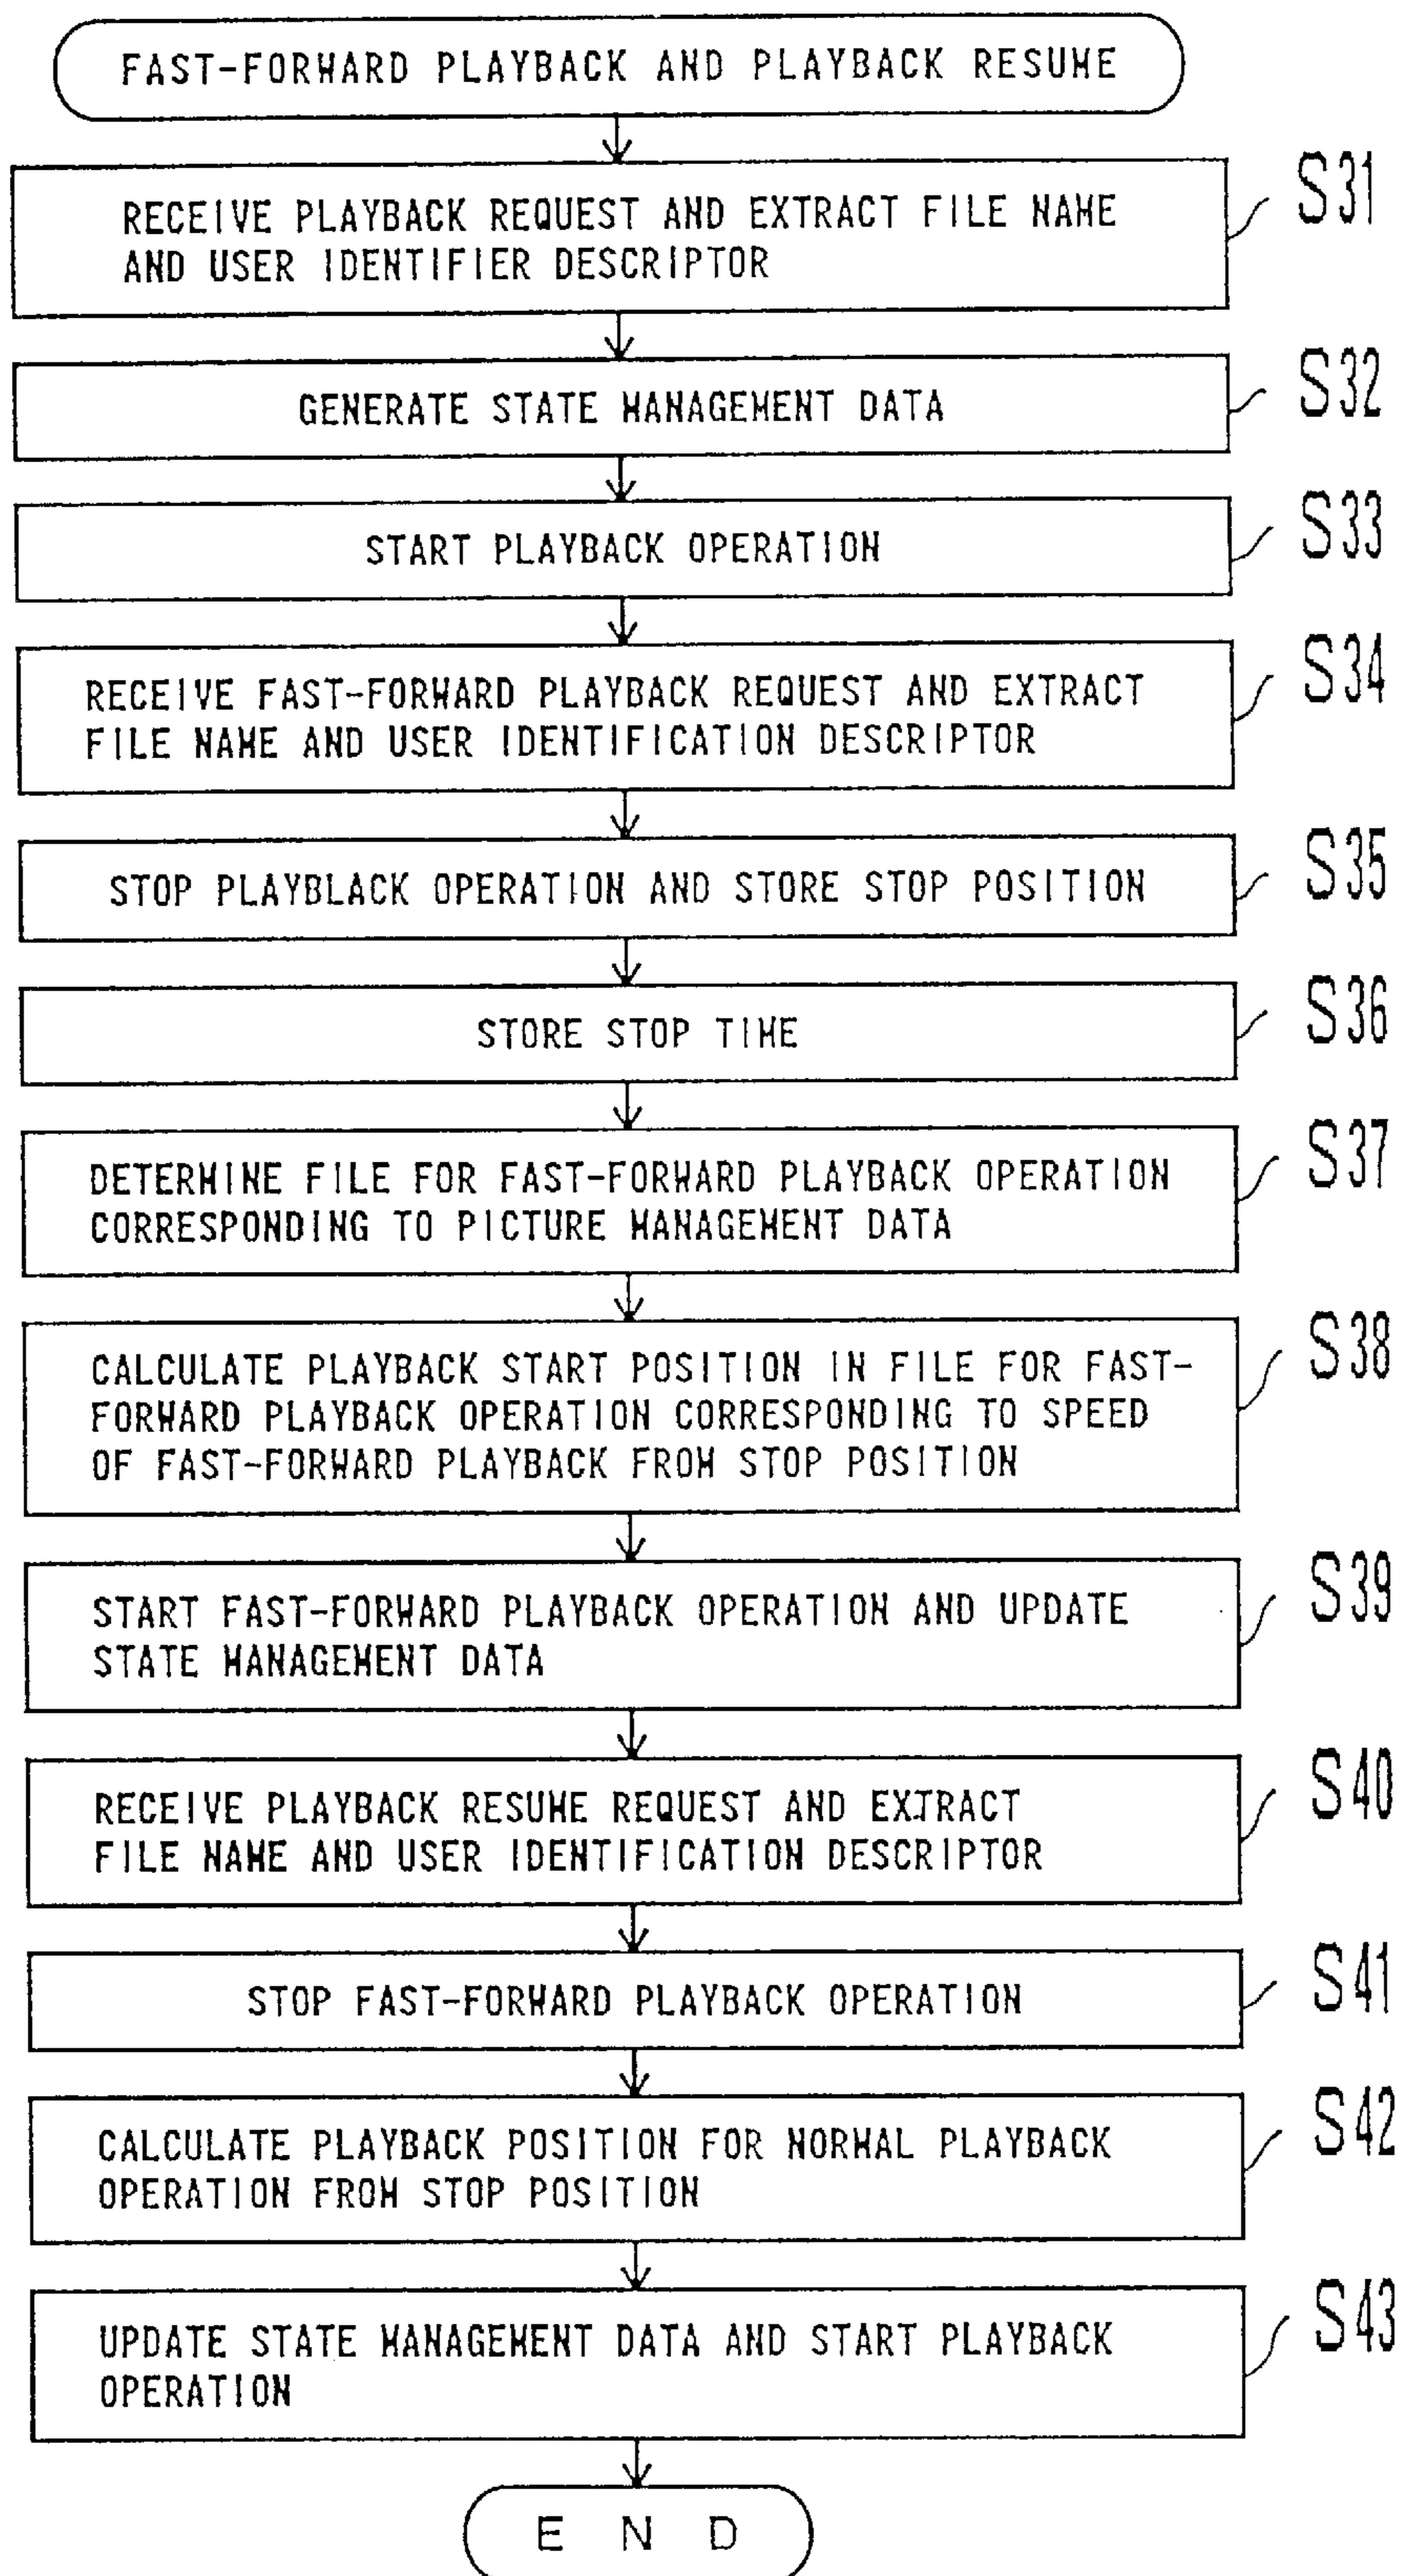 FAST-FORWARD PLAYBACK AND PLAYBACK RESUME
RECEIVE PLAYBACK REQUEST AND EXTRACT FILE NAME
AND USER IDENTIFIER DESCRIPTOR
S31
GENERATE STATE MANAGEMENT DATA
S32
START PLAYBACK OPERATION
S33
RECEIVE FAST-FORWARD PLAYBACK REQUEST AND EXTRACT
FILE NAME AND USER IDENTIFICATION DESCRIPTOR
S34
STOP PLAYBLACK OPERATION AND STORE STOP POSITION
S35
STORE STOP TIME
S36
DETERMINE FILE FOR FAST-FORWARD PLAYBACK OPERATION
CORRESPONDING TO PICTURE MANAGEMENT DATA
S37
CALCULATE PLAYBACK START POSITION IN FILE FOR FAST-
FORWARD PLAYBACK OPERATION CORRESPONDING TO SPEED
OF FAST-FORWARD PLAYBACK FROM STOP POSITION
S38
START FAST-FORWARD PLAYBACK OPERATION AND UPDATE
STATE MANAGEMENT DATA
S39
RECEIVE PLAYBACK RESUME REQUEST AND EXTRACT
FILE NAME AND USER IDENTIFICATION DESCRIPTOR
S40
STOP FAST-FORWARD PLAYBACK OPERATION
S41
CALCULATE PLAYBACK POSITION FOR NORMAL PLAYBACK
OPERATION FROM STOP POSITION
S42
UPDATE STATE MANAGEMENT DATA AND START PLAYBACK
OPERATION
S43
END